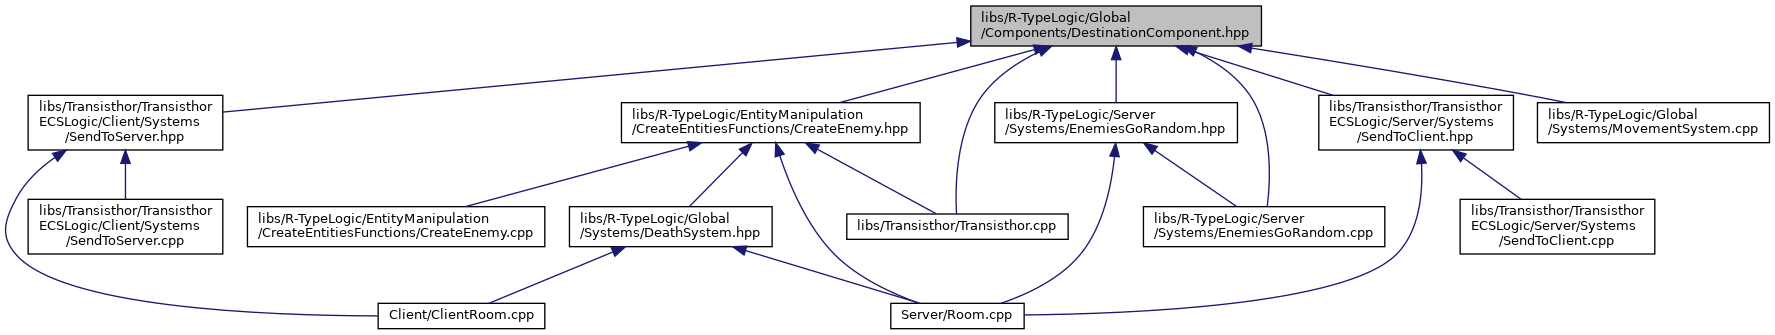 libs/R-TypeLogic/Global
/Components/DestinationComponent.hpp
libs/Transisthor/Transisthor
ECSLogic/Client/Systems
/SendToServer.hpp
libs/R-TypeLogic/EntityManipulation
/CreateEntitiesFunctions/CreateEnemy.hpp
libs/R-TypeLogic/Server
/Systems/EnemiesGoRandom.hpp
libs/Transisthor/Transisthor
ECSLogic/Server/Systems
/SendToClient.hpp
libs/R-TypeLogic/Global
/Systems/MovementSystem.cpp
libs/Transisthor/Transisthor
ECSLogic/Client/Systems
/SendToServer.cpp
libs/R-TypeLogic/EntityManipulation
/CreateEntitiesFunctions/CreateEnemy.cpp
libs/R-TypeLogic/Global
/Systems/DeathSystem.hpp
libs/Transisthor/Transisthor.cpp
libs/R-TypeLogic/Server
/Systems/EnemiesGoRandom.cpp
libs/Transisthor/Transisthor
ECSLogic/Server/Systems
/SendToClient.cpp
Client/ClientRoom.cpp
Server/Room.cpp